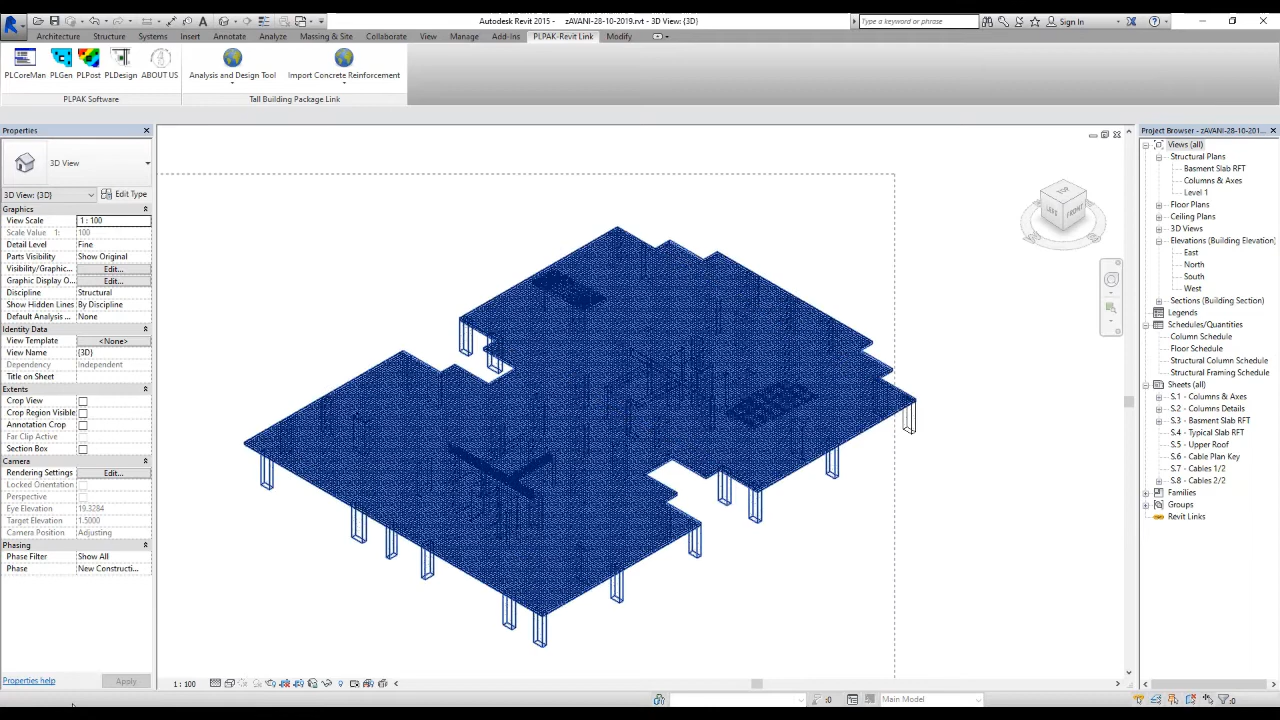 Autodesk Revit 2015 - zAVANI-28-10-2019.rvt - 3D View: {3D}
Type a keyword or phrase
Sign In
Architecture Structure Systems Insert Annotate Analyze Massing & Site Collaborate View Manage Add-Ins PLPAK-Revit Link Modify
PLCoreMan PLGen PLPost PLDesign ABOUT US Analysis and Design Tool Import Concrete Reinforcement
PLPAK Software Tall Building Package Link
Properties
3D View
3D View: {3D} Edit Type
Graphics
View Scale 1 : 100
Scale Value 1: 100
Detail Level Fine
Parts Visibility Show Original
Visibility/Graphic... Edit...
Graphic Display O... Edit...
Discipline Structural
Show Hidden Lines By Discipline
Default Analysis ... None
Identity Data
View Template <None>
View Name {3D}
Dependency Independent
Title on Sheet
Extents
Crop View
Crop Region Visible
Annotation Crop
Far Clip Active
Section Box
Camera
Rendering Settings Edit...
Locked Orientation
Perspective
Eye Elevation 19.3284
Target Elevation 1.5000
Camera Position Adjusting
Phasing
Phase Filter Show All
Phase New Constructi...
Properties help Apply
TOP
FRONT
1 : 100
:0
Main Model
:0
Project Browser - zAVANI-28-10-201...
Views (all)
Structural Plans
Basment Slab RFT
Columns & Axes
Level 1
Floor Plans
Ceiling Plans
3D Views
Elevations (Building Elevation)
East
North
South
West
Sections (Building Section)
Legends
Schedules/Quantities
Column Schedule
Floor Schedule
Structural Column Schedule
Structural Framing Schedule
Sheets (all)
S.1 - Columns & Axes
S.2 - Columns Details
S.3 - Basment Slab RFT
S.4 - Typical Slab RFT
S.5 - Upper Roof
S.6 - Cable Plan Key
S.7 - Cables 1/2
S.8 - Cables 2/2
Families
Groups
Revit Links